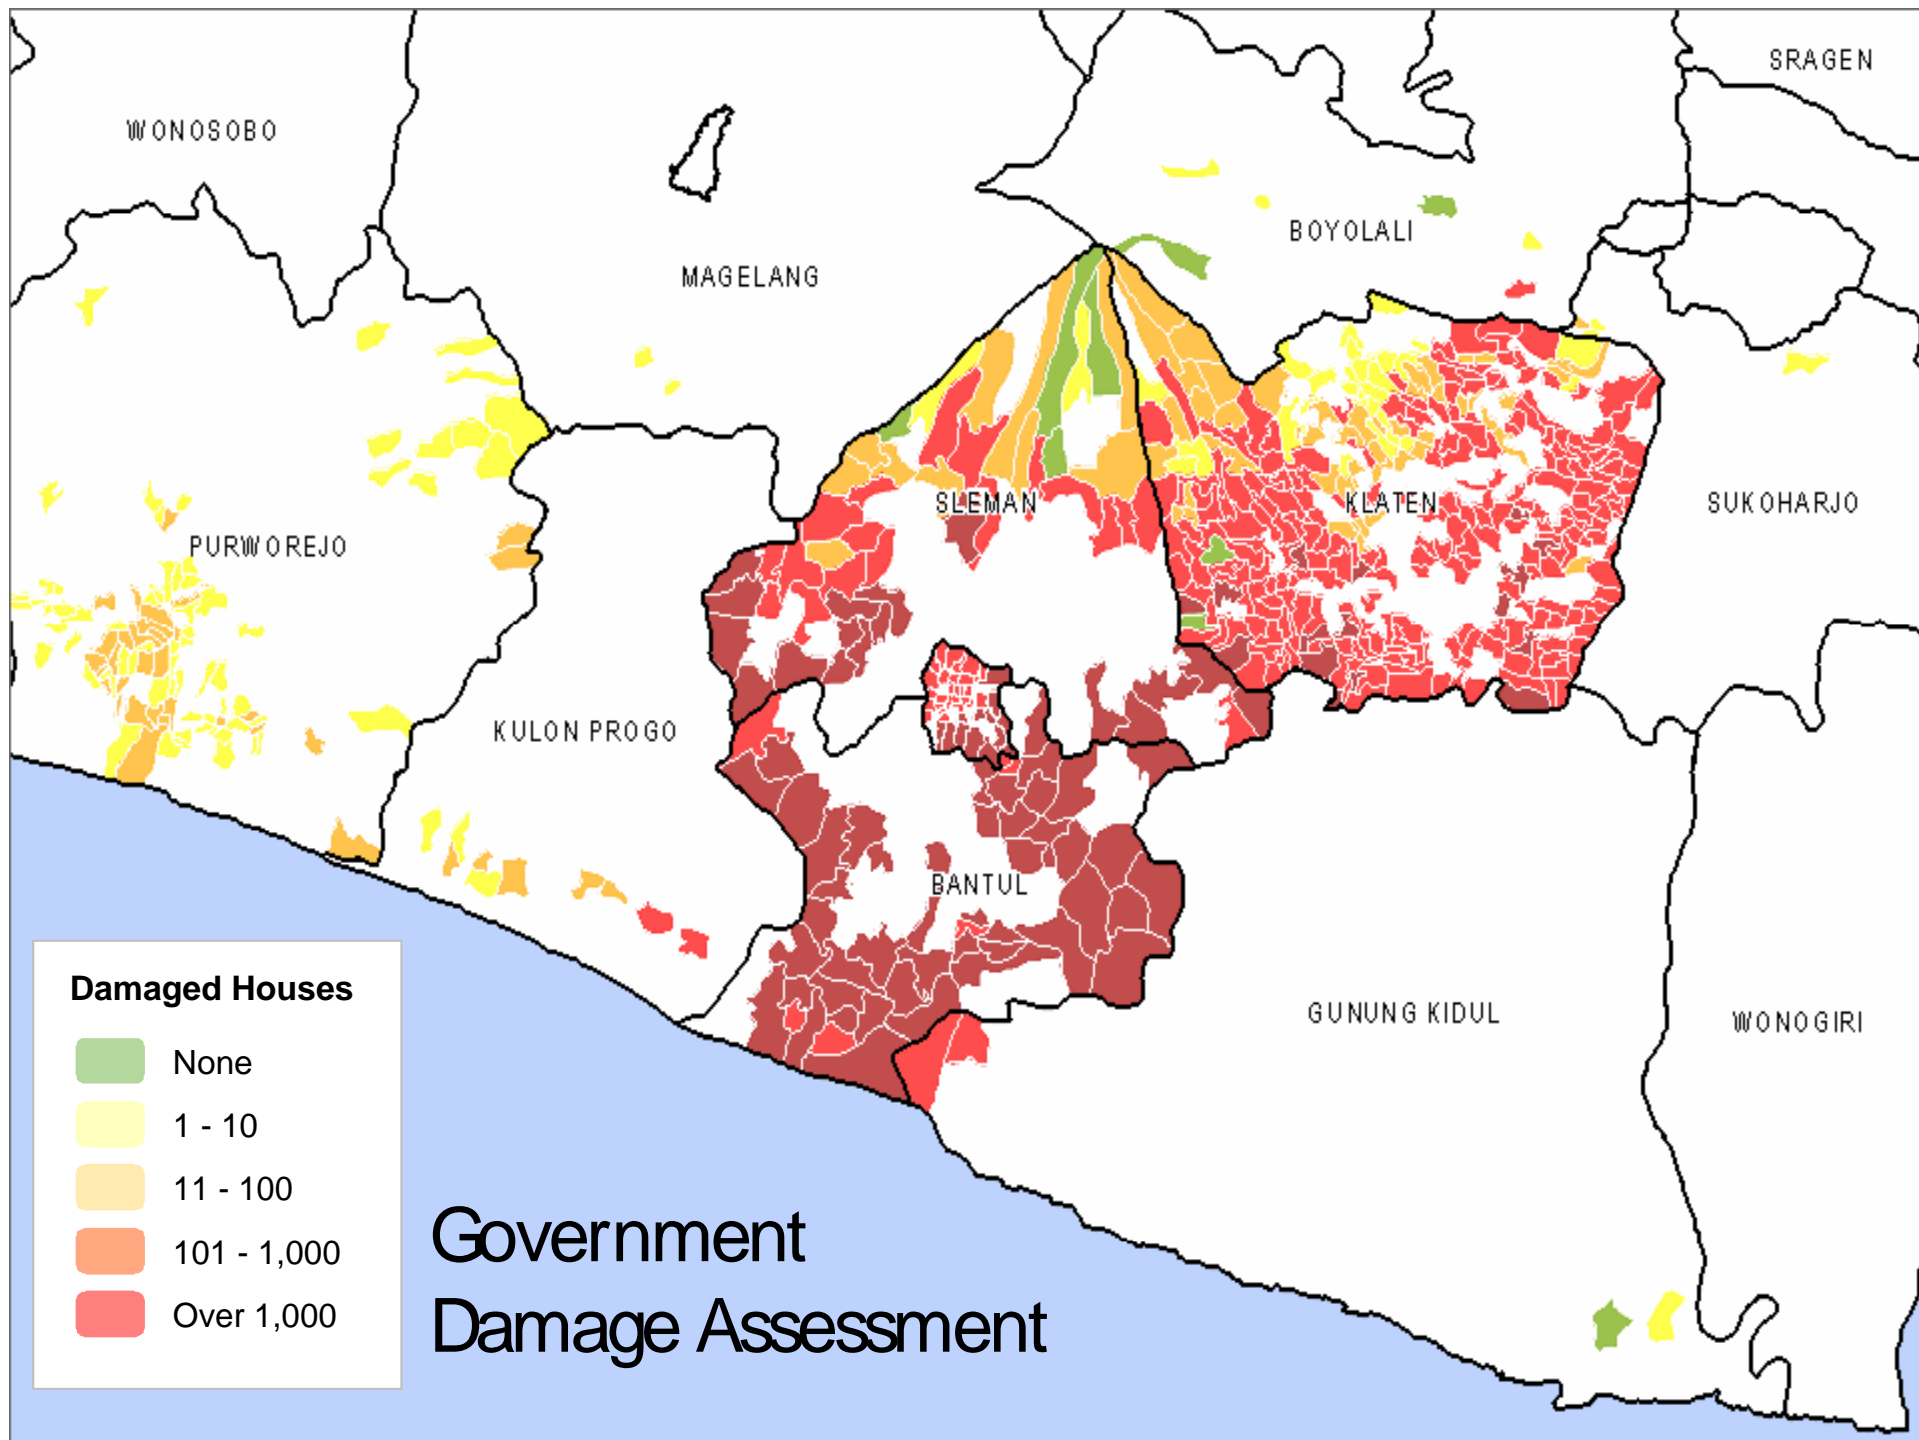 SRAGEN
WONOSOBO
BOYOLALI
MAGELANG
SLEMAN
KLATEN
SUKOHARJO
PURWOREJO
KULON PROGO
BANTUL
GUNUNG KIDUL
WONOGIRI
Damaged Houses
None
1 - 10
11 - 100
101 - 1,000
Over 1,000
Government
Damage Assessment